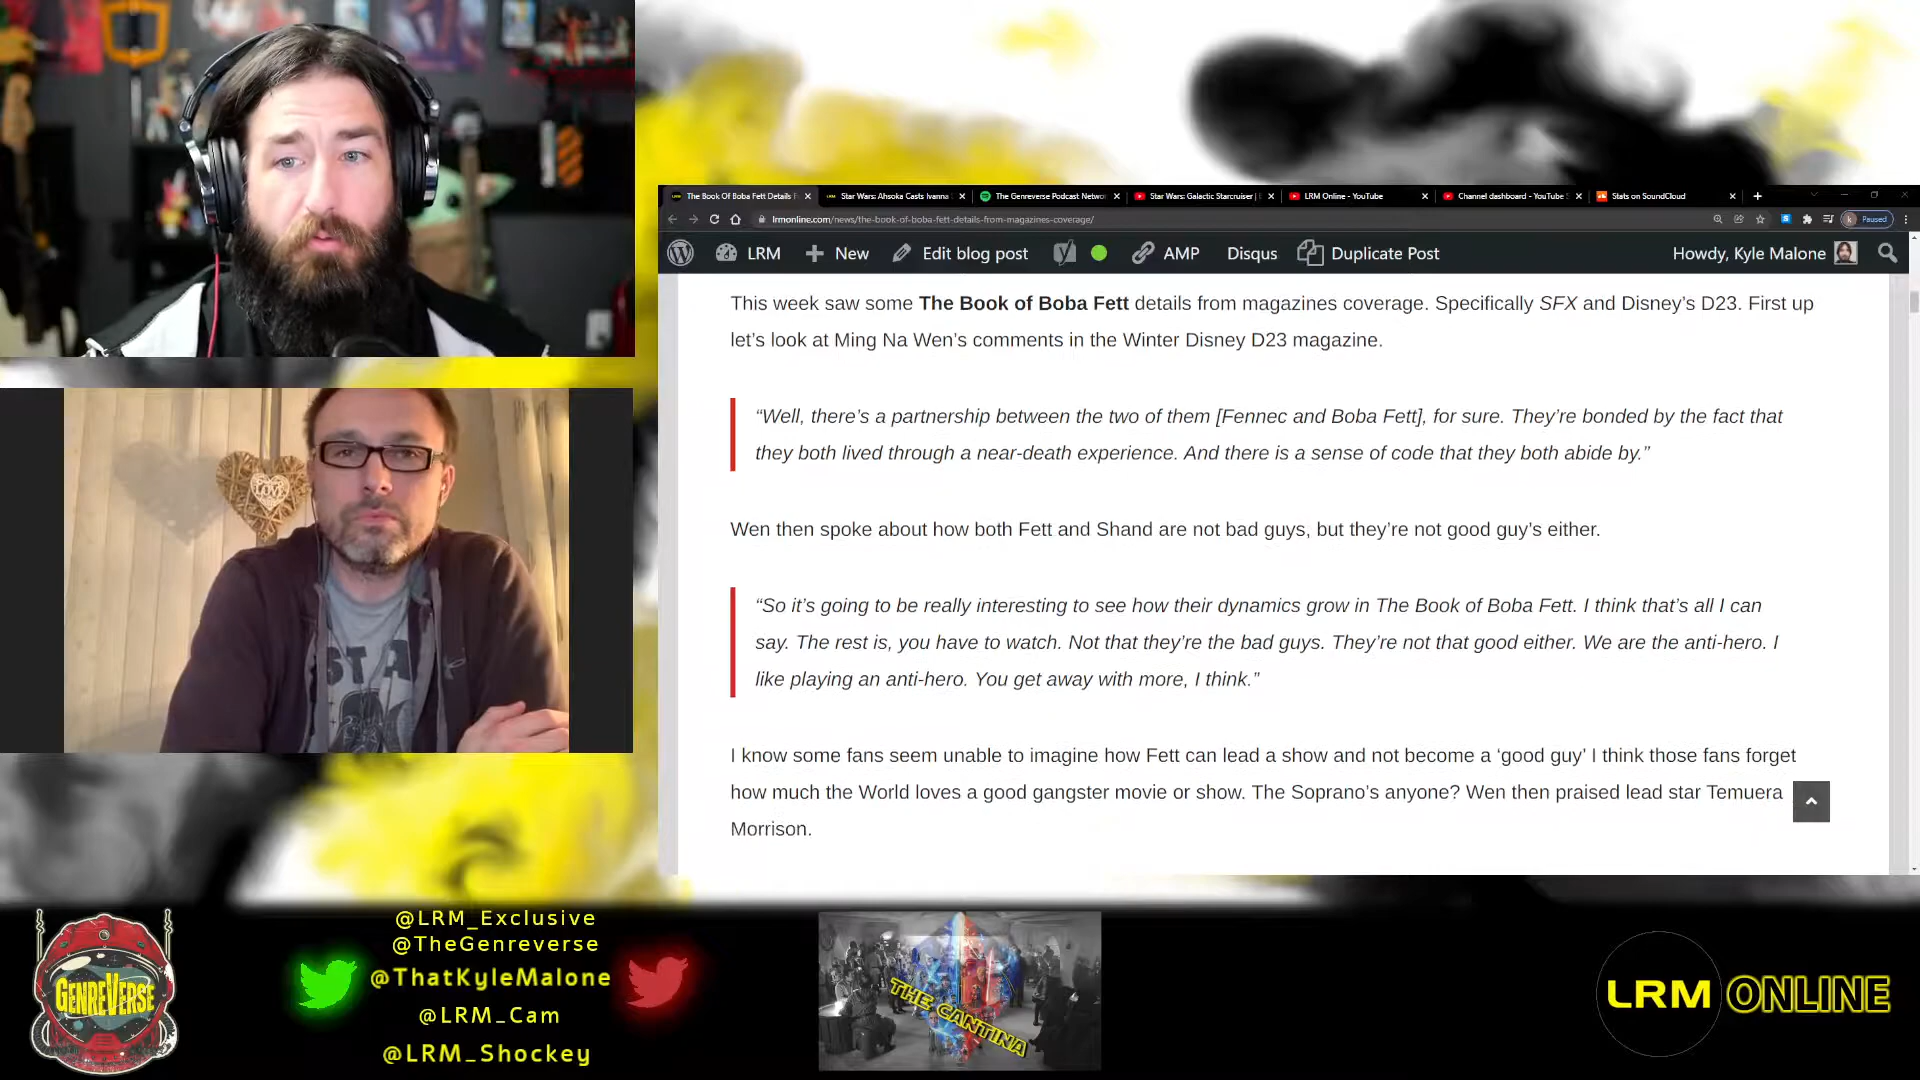 The Book Of Boba Fett Details F
Star Wars: Ahsoka Casts Ivanna
The Genreverse Podcast Network
Star Wars: Galactic Starcruiser | E
LRM Online - YouTube
Channel dashboard - YouTube S
Stats on SoundCloud
lrmonline.com/news/the-book-of-boba-fett-details-from-magazines-coverage/
Paused
LRM
New
Edit blog post
AMP
Disqus
Duplicate Post
Howdy, Kyle Malone
This week saw some The Book of Boba Fett details from magazines coverage. Specifically SFX and Disney’s D23. First up
let’s look at Ming Na Wen’s comments in the Winter Disney D23 magazine.
“Well, there’s a partnership between the two of them [Fennec and Boba Fett], for sure. They’re bonded by the fact that
they both lived through a near-death experience. And there is a sense of code that they both abide by.”
Wen then spoke about how both Fett and Shand are not bad guys, but they’re not good guy’s either.
“So it’s going to be really interesting to see how their dynamics grow in The Book of Boba Fett. I think that’s all I can
say. The rest is, you have to watch. Not that they’re the bad guys. They’re not that good either. We are the anti-hero. I
like playing an anti-hero. You get away with more, I think.”
I know some fans seem unable to imagine how Fett can lead a show and not become a ‘good guy’ I think those fans forget
how much the World loves a good gangster movie or show. The Soprano’s anyone? Wen then praised lead star Temuera
Morrison.
LOVE
STA
GENREVERSE
@LRM_Exclusive
@TheGenreverse
@ThatKyleMalone
@LRM_Cam
@LRM_Shockey
THE CANTINA
LRM ONLINE